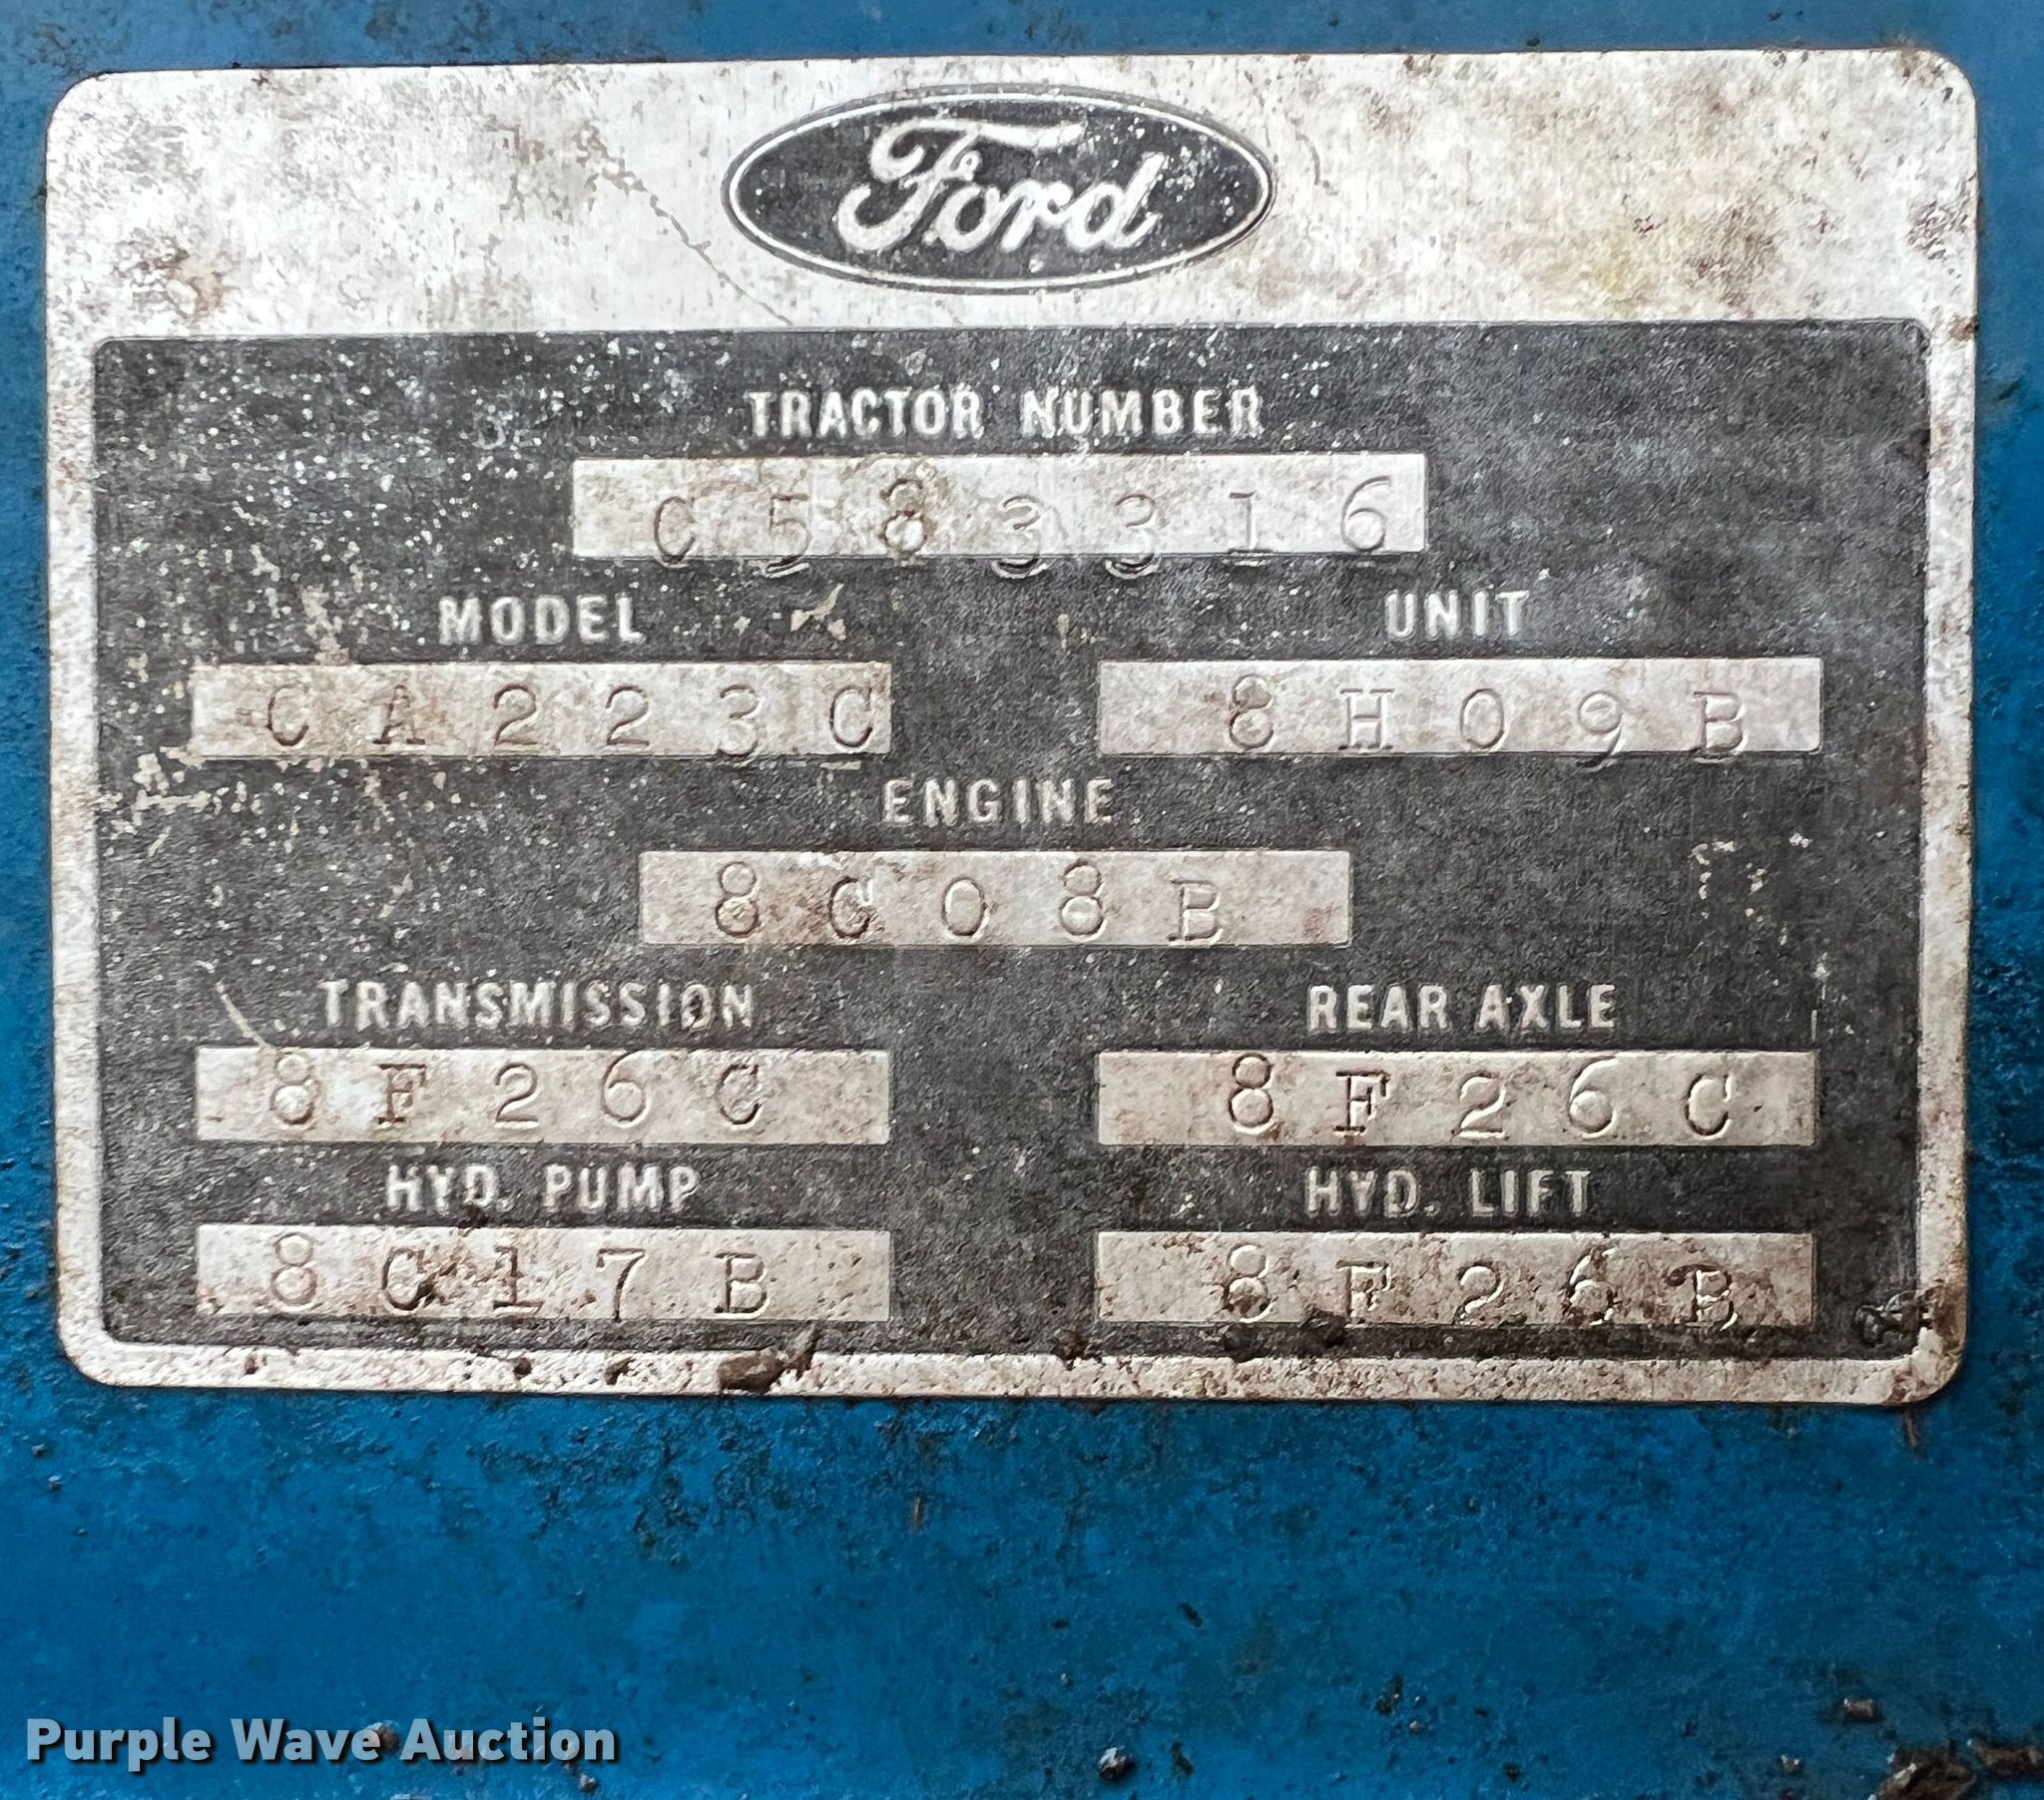 Ford
TRACTOR NUMBER
C583316
MODEL UNIT
CA223C 8H09B
ENGINE
8G08B
TRANSMISSION REAR AXLE
8F26C 8F26C
HYD. PUMP HYD. LIFT
8C17B 8F26B
Purple Wave Auction